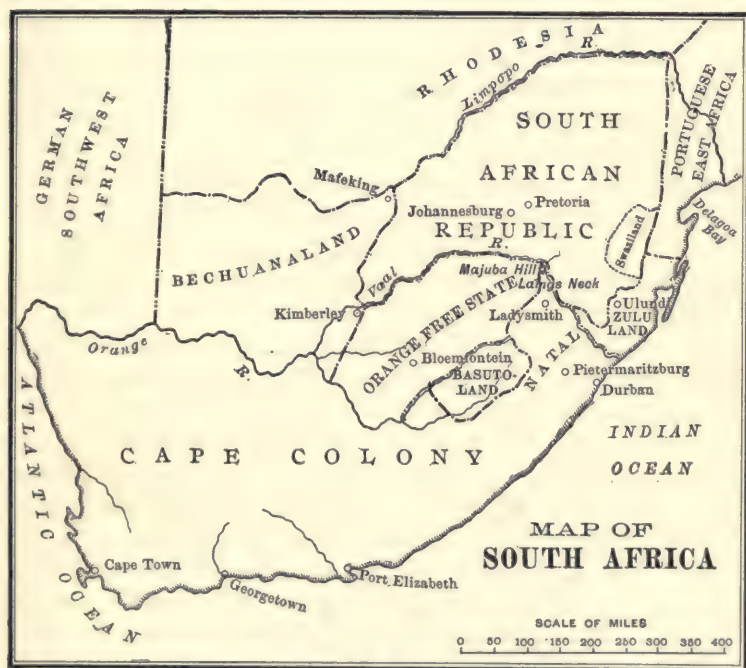 RHODESIA
Limpopo R.
GERMAN
SOUTHWEST
AFRICA
PORTUGUESE
EAST AFRICA
SOUTH
AFRICAN
REPUBLIC
Mafeking
Johannesburg
Pretoria
Delagoa
Bay
Swaziland
BECHUANALAND
Vaal R.
Majuba Hill
Laings Neck
Kimberley
ORANGE FREE STATE
Ladysmith
Ulundi
ZULU
LAND
Orange R.
Bloemfontein
BASUTO-
LAND
NATAL
Pietermaritzburg
Durban
ATLANTIC
OCEAN
INDIAN
OCEAN
CAPE COLONY
MAP OF
SOUTH AFRICA
Cape Town
Georgetown
Port Elizabeth
SCALE OF MILES
0 50 100 150 200 250 300 350 400